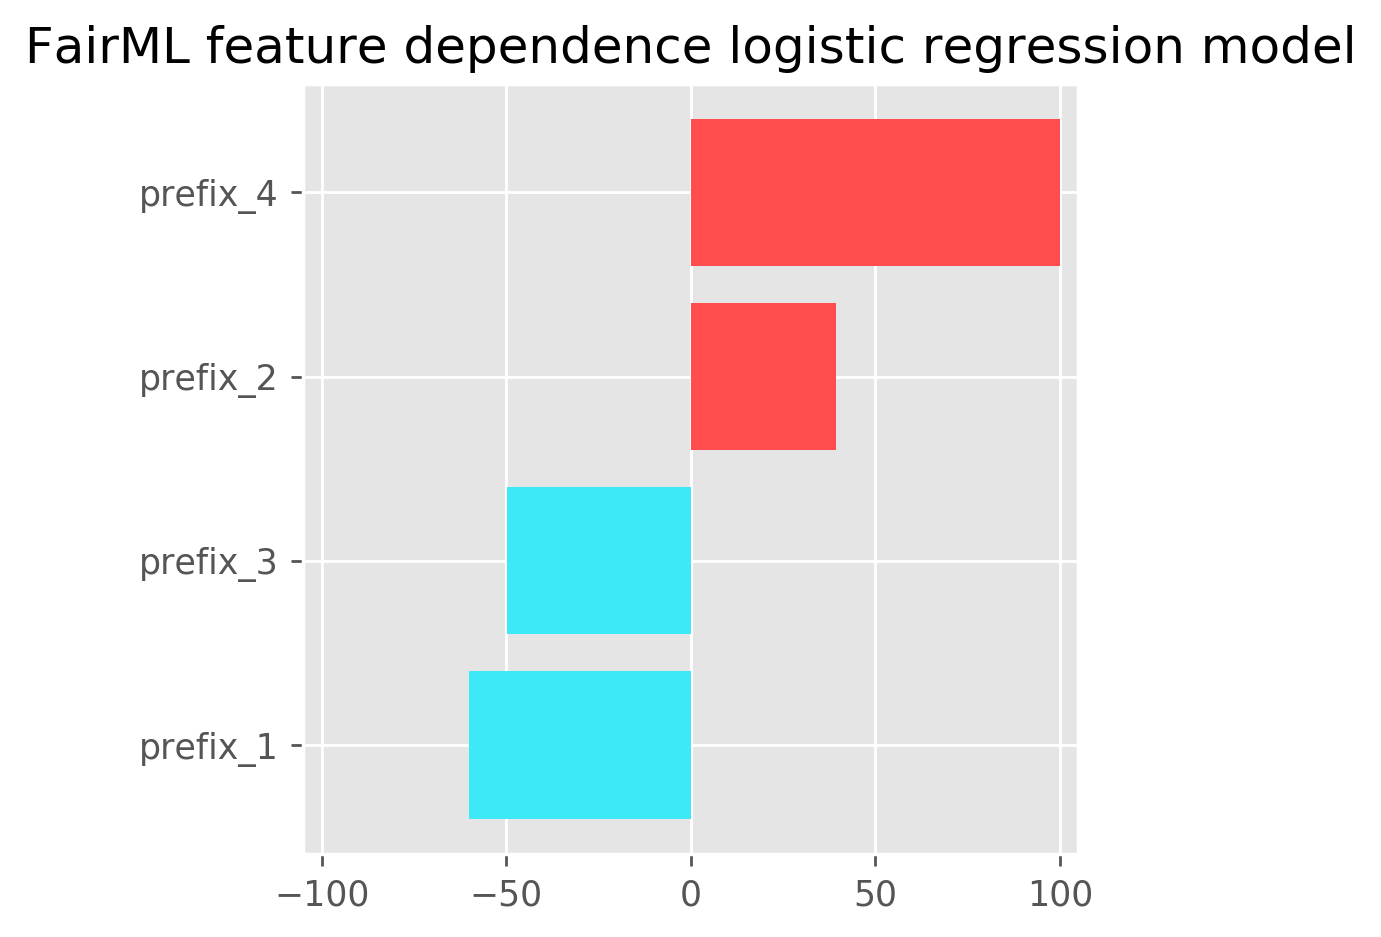 FairML feature dependence logistic regression model
prefix_4
prefix_2
prefix_3
prefix_1
−100 −50 0 50 100